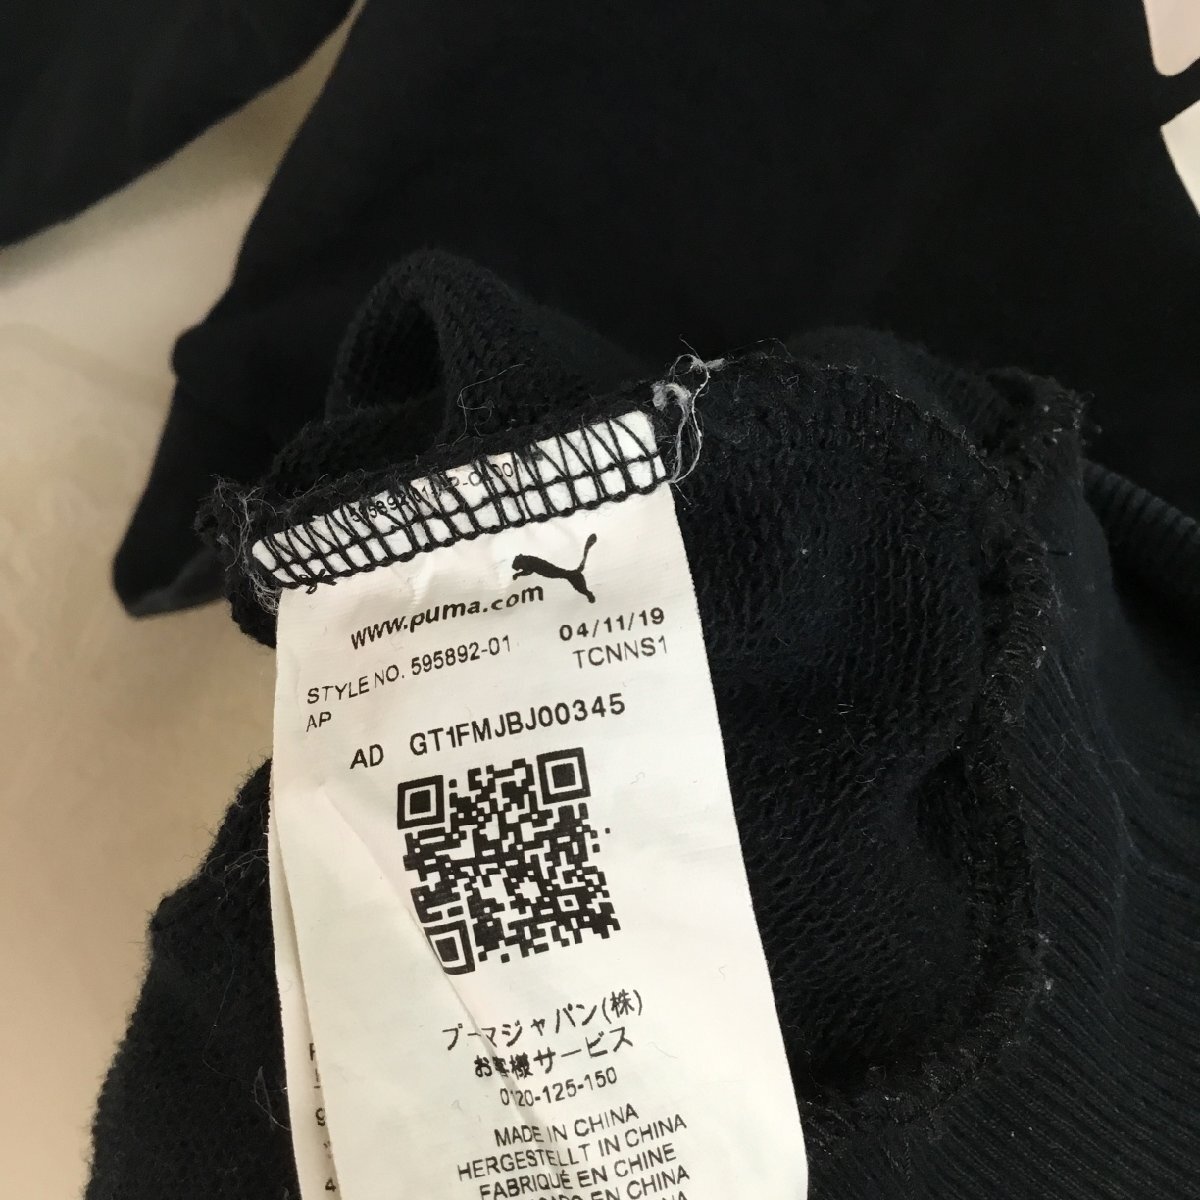 www.puma.com
STYLE NO. 595892-01
04/11/19
AP
TCNNS1
AD GT1FMJBJ00345
プーマジャパン(株)
お客様サービス
0120-125-150
MADE IN CHINA
HERGESTELLT IN CHINA
FABRIQUÉ EN CHINE
EN CHINA